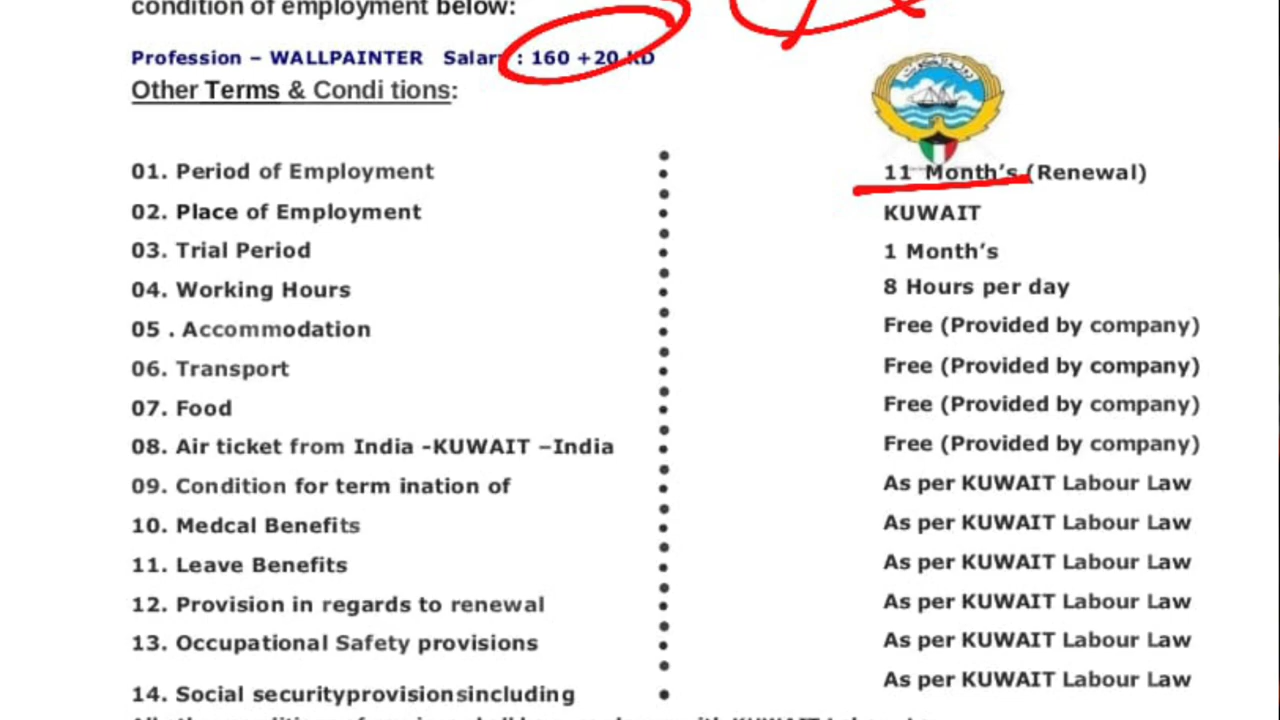 condition of employment below:
Profession – WALLPAINTER Salary : 160 +20 KD
Other Terms & Condi tions:
01. Period of Employment 11 Month’s (Renewal)
02. Place of Employment KUWAIT
03. Trial Period 1 Month’s
04. Working Hours 8 Hours per day
05 . Accommodation Free (Provided by company)
06. Transport Free (Provided by company)
07. Food Free (Provided by company)
08. Air ticket from India -KUWAIT –India Free (Provided by company)
09. Condition for term ination of As per KUWAIT Labour Law
10. Medcal Benefits As per KUWAIT Labour Law
11. Leave Benefits As per KUWAIT Labour Law
12. Provision in regards to renewal As per KUWAIT Labour Law
13. Occupational Safety provisions As per KUWAIT Labour Law
14. Social securityprovisionsincluding As per KUWAIT Labour Law